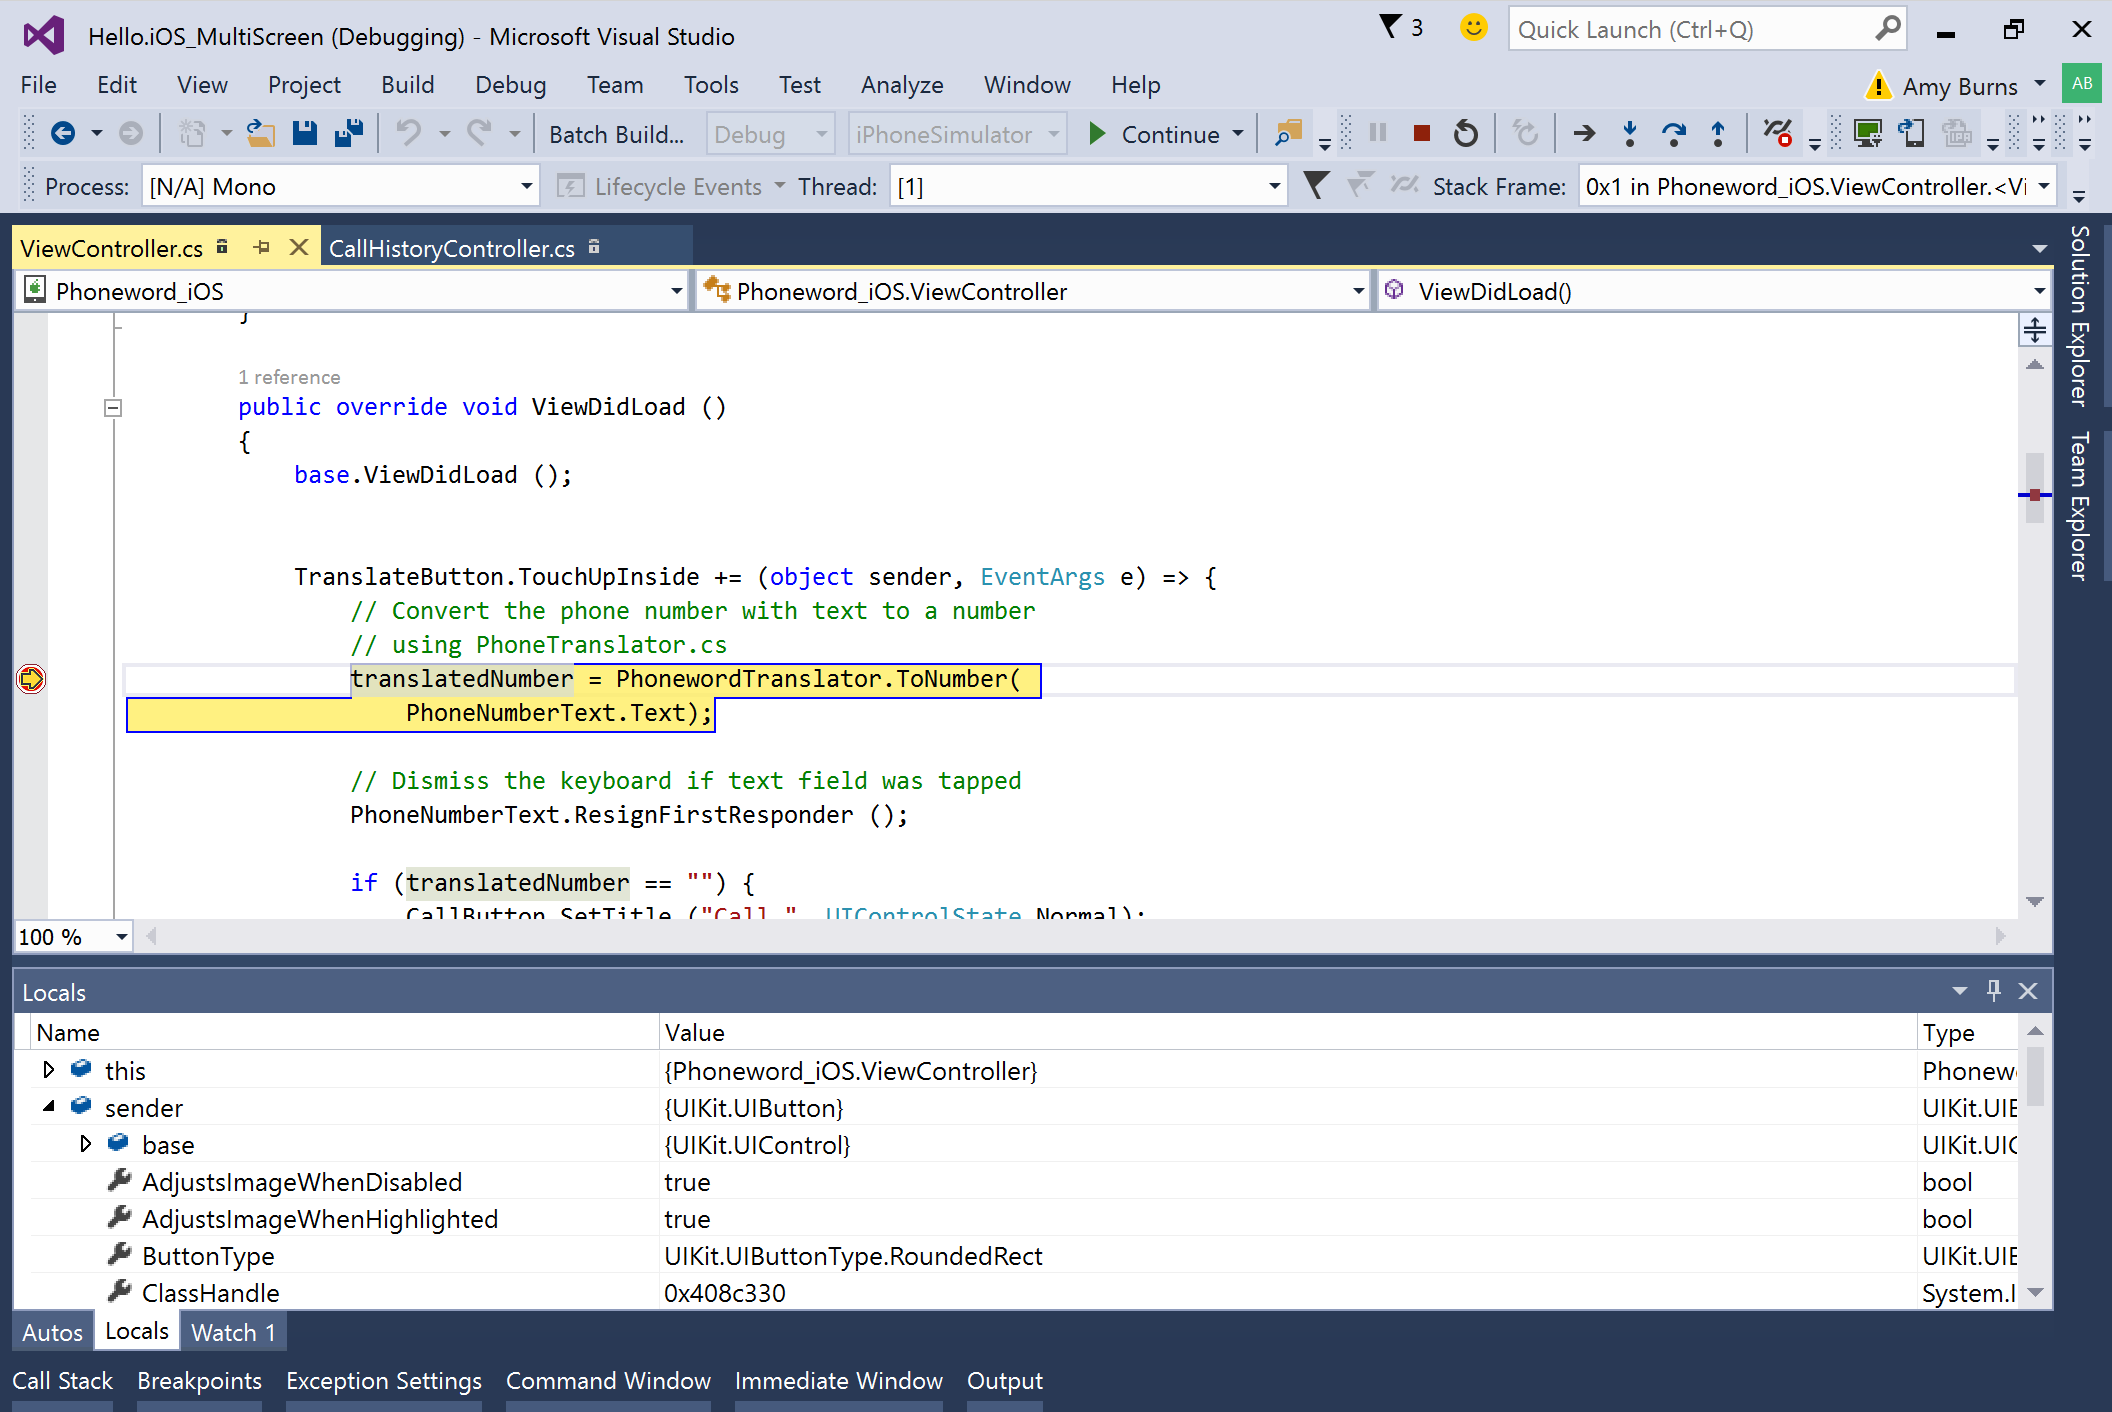 Hello.iOS_MultiScreen (Debugging) - Microsoft Visual Studio
3
Quick Launch (Ctrl+Q)
File Edit View Project Build Debug Team Tools Test Analyze Window Help
Amy Burns
AB
Batch Build... Debug iPhoneSimulator Continue
Process: [N/A] Mono Lifecycle Events Thread: [1] Stack Frame: 0x1 in Phoneword_iOS.ViewController.<Vi
ViewController.cs CallHistoryController.cs
Phoneword_iOS Phoneword_iOS.ViewController ViewDidLoad()
}
1 reference
public override void ViewDidLoad ()
{
base.ViewDidLoad ();
TranslateButton.TouchUpInside += (object sender, EventArgs e) => {
// Convert the phone number with text to a number
// using PhoneTranslator.cs
translatedNumber = PhonewordTranslator.ToNumber(
PhoneNumberText.Text);
// Dismiss the keyboard if text field was tapped
PhoneNumberText.ResignFirstResponder ();
if (translatedNumber == "") {
CallButton.SetTitle ("Call ", UIControlState.Normal);
100 %
Solution Explorer
Team Explorer
Locals
Name Value Type
this {Phoneword_iOS.ViewController} Phonew
sender {UIKit.UIButton} UIKit.UIB
base {UIKit.UIControl} UIKit.UIC
AdjustsImageWhenDisabled true bool
AdjustsImageWhenHighlighted true bool
ButtonType UIKit.UIButtonType.RoundedRect UIKit.UIB
ClassHandle 0x408c330 System.I
Autos Locals Watch 1
Call Stack Breakpoints Exception Settings Command Window Immediate Window Output